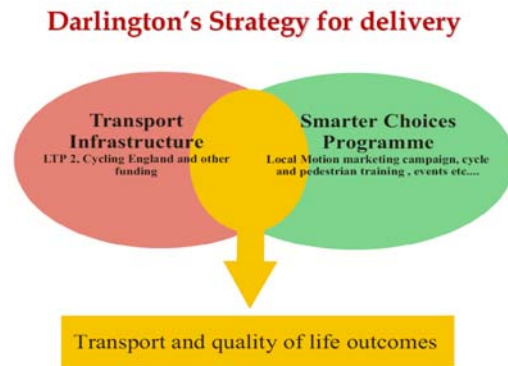 Darlington's Strategy for delivery
Transport
Infrastructure
LTP 2, Cycling England and other
funding
Smarter Choices
Programme
Local Motion marketing campaign, cycle
and pedestrian training , events etc....
Transport and quality of life outcomes